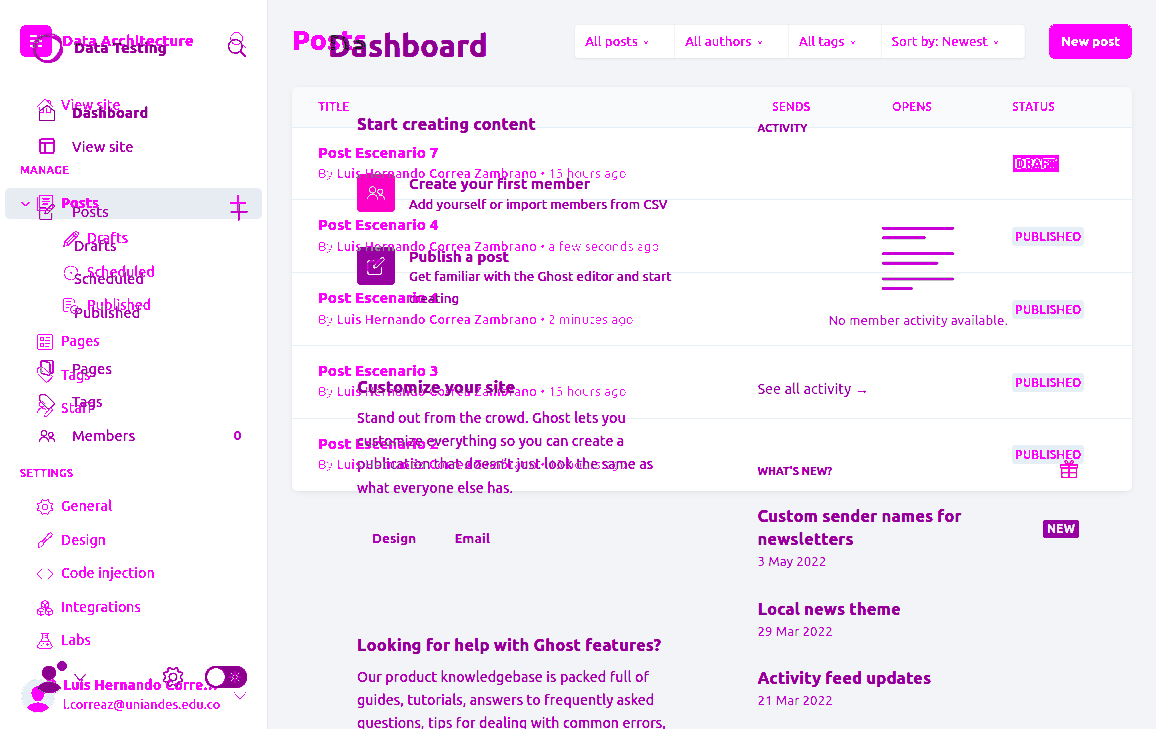 Data Architecture
Data Testing
View site
Dashboard
View site
MANAGE
Posts
Posts
Drafts
Drafts
Scheduled
Scheduled
Published
Published
Pages
Pages
Tags
Tags
Staff
Members 0
SETTINGS
General
Design
Code injection
Integrations
Labs
Luis Hernando Corre...
l.correaz@uniandes.edu.co
Posts
Dashboard
All posts
All authors
All tags
Sort by: Newest
New post
TITLE SENDS OPENS STATUS
Start creating content
ACTIVITY
Post Escenario 7
By Luis Hernando Correa Zambrano • 15 hours ago
DRAFT
Create your first member
Add yourself or import members from CSV
Post Escenario 4
By Luis Hernando Correa Zambrano • a few seconds ago
PUBLISHED
Publish a post
Get familiar with the Ghost editor and start
creating
Post Escenario 4
By Luis Hernando Correa Zambrano • 2 minutes ago
PUBLISHED
No member activity available.
Post Escenario 3
By Luis Hernando Correa Zambrano • 15 hours ago
PUBLISHED
Customize your site
See all activity →
Stand out from the crowd. Ghost lets you
customize everything so you can create a
publication that doesn't just look the same as
what everyone else has.
Post Escenario 2
By Luis Hernando Correa Zambrano
PUBLISHED
Design
Email
WHAT'S NEW?
Custom sender names for
newsletters
NEW
3 May 2022
Local news theme
29 Mar 2022
Activity feed updates
21 Mar 2022
Looking for help with Ghost features?
Our product knowledgebase is packed full of
guides, tutorials, answers to frequently asked
questions, tips for dealing with common errors,